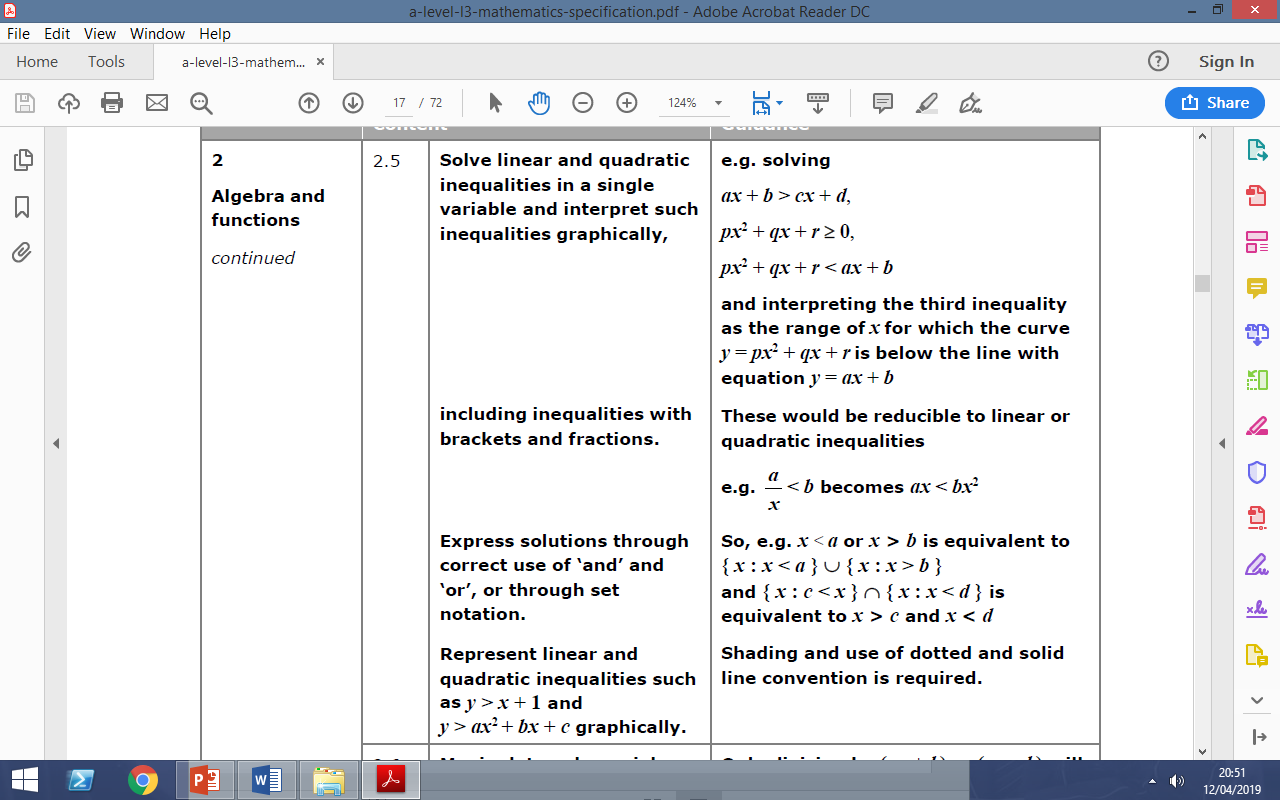 a-level-l3-mathematics-specification.pdf - Adobe Acrobat Reader DC
File Edit View Window Help
Home Tools a-level-l3-mathem... × ? Sign In
17 / 72 124% Share
Content Guidance
2
Algebra and
functions
continued
2.5
Solve linear and quadratic
inequalities in a single
variable and interpret such
inequalities graphically,
e.g. solving
ax + b > cx + d,
px² + qx + r ≥ 0,
px² + qx + r < ax + b
and interpreting the third inequality
as the range of x for which the curve
y = px² + qx + r is below the line with
equation y = ax + b
including inequalities with
brackets and fractions.
These would be reducible to linear or
quadratic inequalities
e.g. a/x < b becomes ax < bx²
Express solutions through
correct use of ‘and’ and
‘or’, or through set
notation.
So, e.g. x < a or x > b is equivalent to
{ x : x < a } ∪ { x : x > b }
and { x : c < x } ∩ { x : x < d } is
equivalent to x > c and x < d
Represent linear and
quadratic inequalities such
as y > x + 1 and
y > ax² + bx + c graphically.
Shading and use of dotted and solid
line convention is required.
20:51
12/04/2019